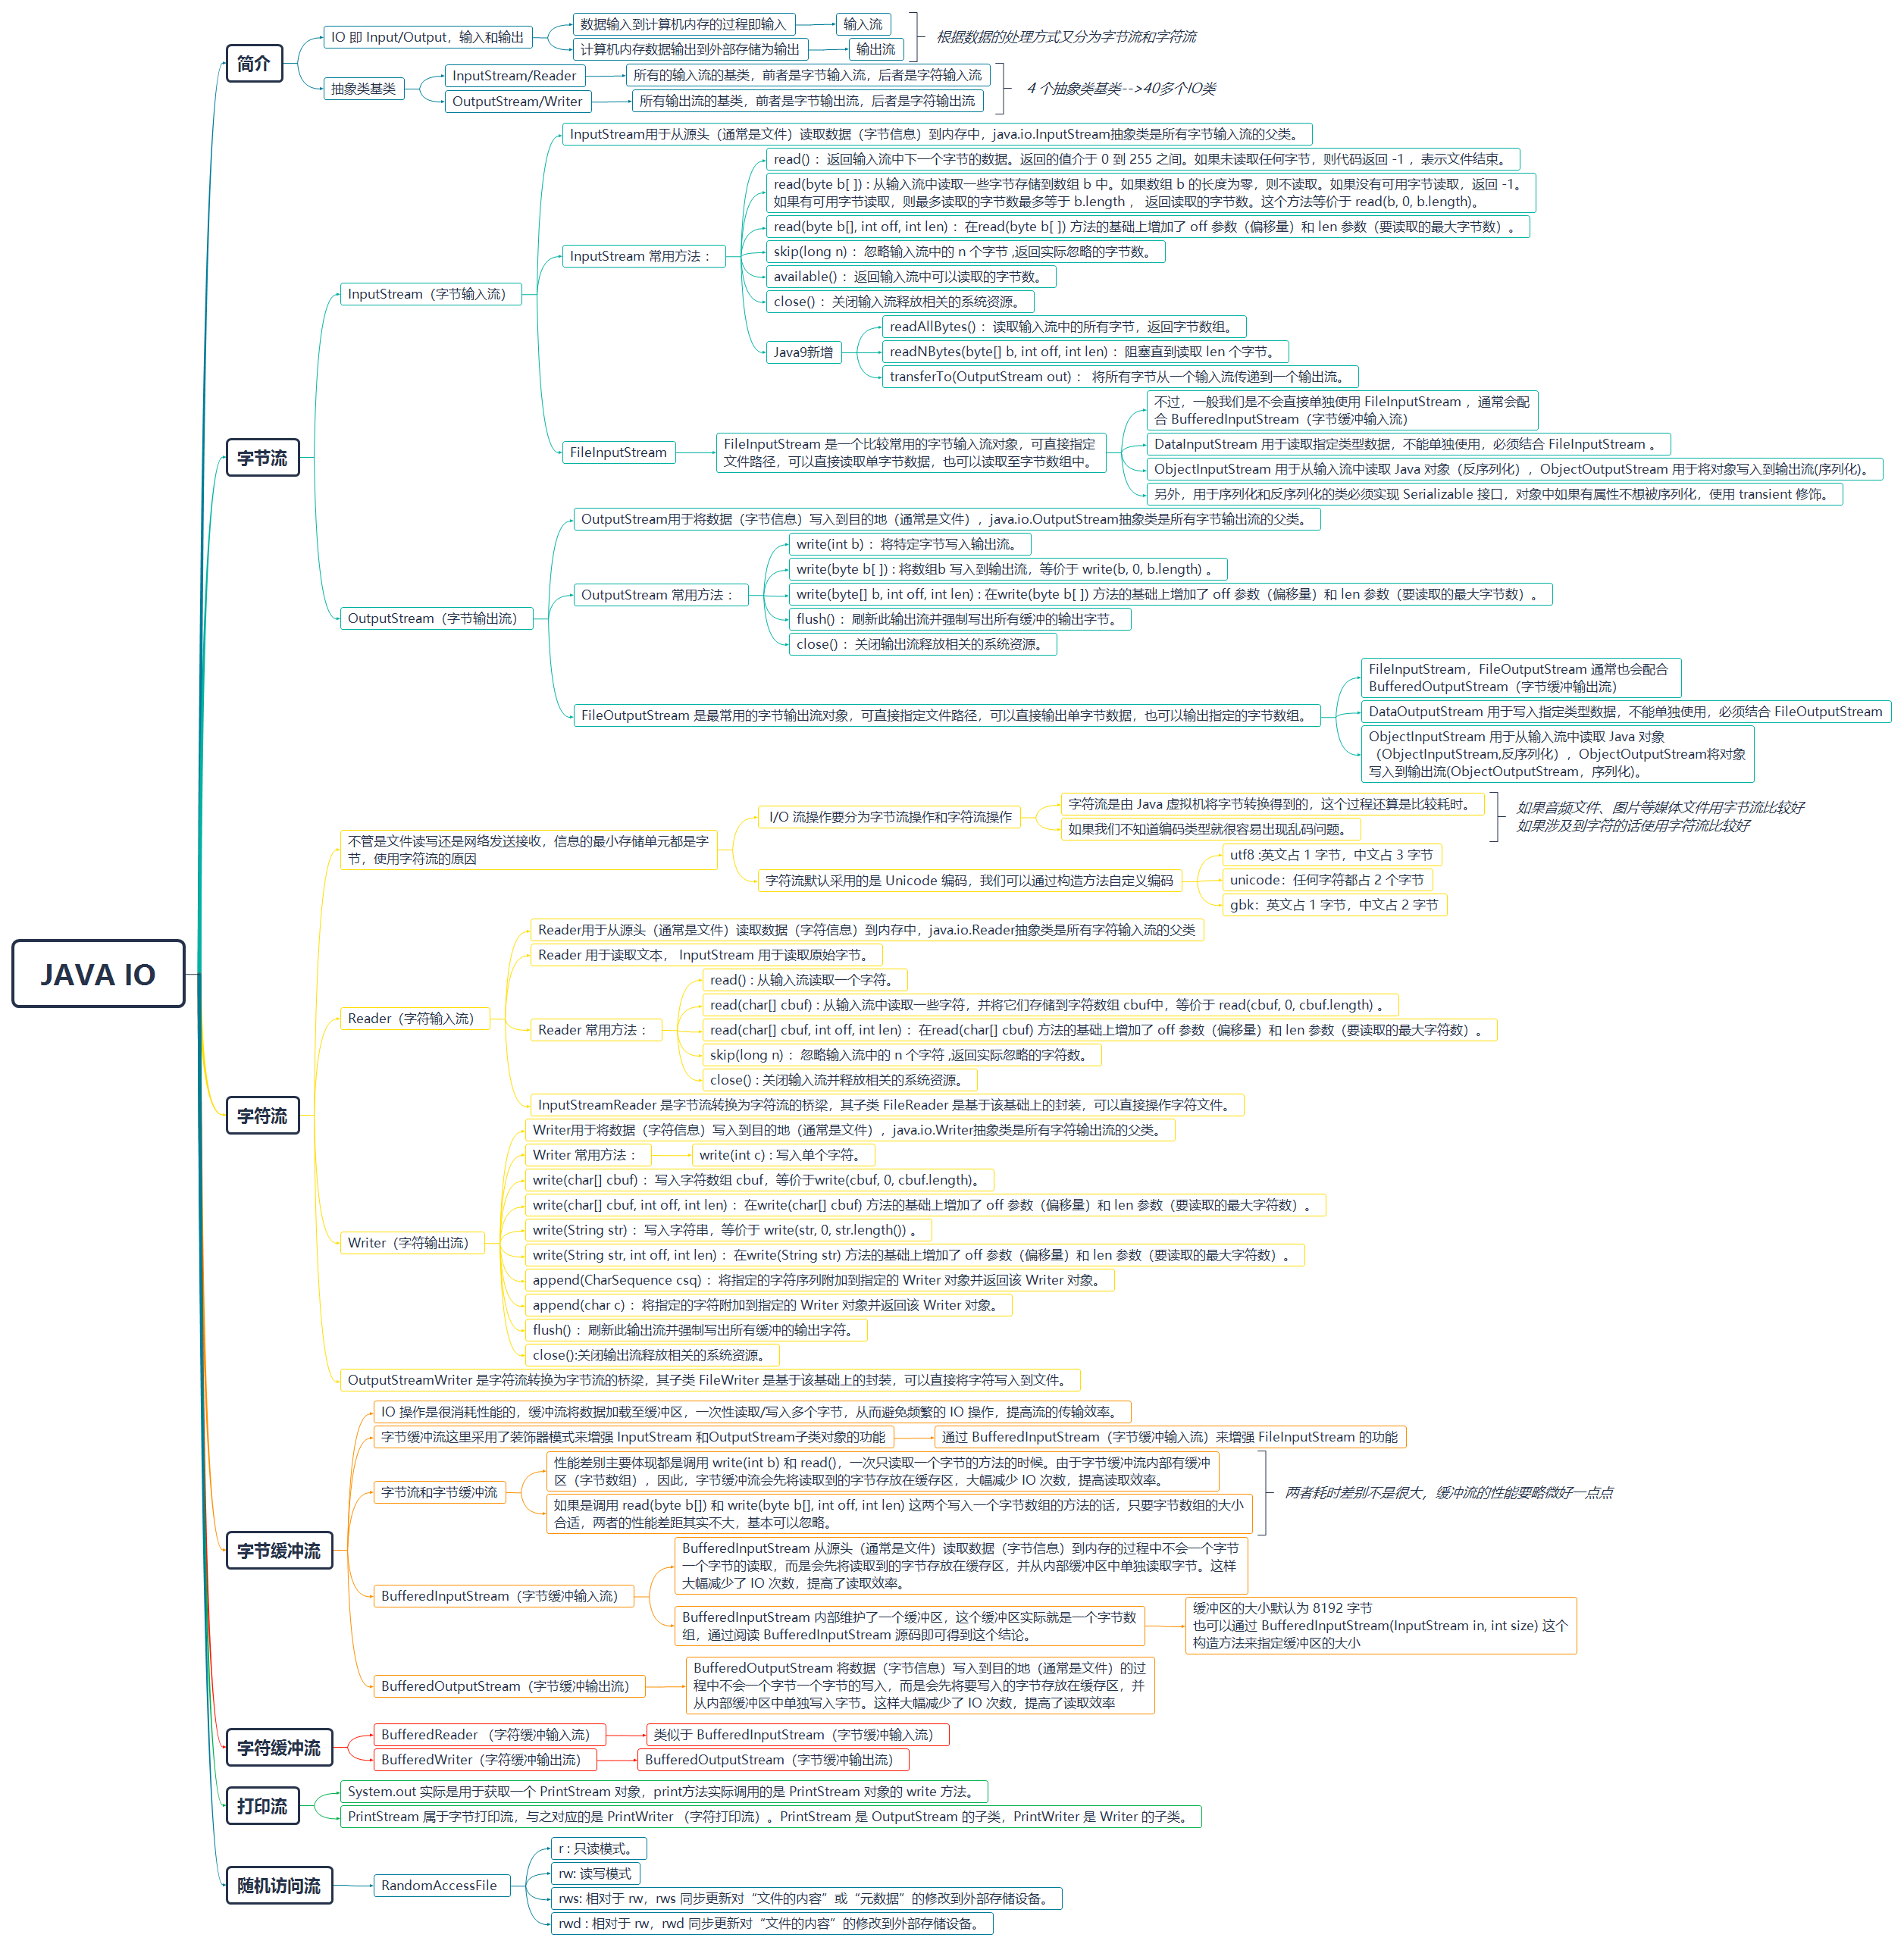 JAVA IO
简介
IO 即 Input/Output，输入和输出
数据输入到计算机内存的过程即输入
输入流
计算机内存数据输出到外部存储为输出
输出流
根据数据的处理方式又分为字节流和字符流
抽象类基类
InputStream/Reader
所有的输入流的基类，前者是字节输入流，后者是字符输入流
OutputStream/Writer
所有输出流的基类，前者是字节输出流，后者是字符输出流
4 个抽象类基类-->40多个IO类
字节流
InputStream（字节输入流）
InputStream用于从源头（通常是文件）读取数据（字节信息）到内存中，java.io.InputStream抽象类是所有字节输入流的父类。
InputStream 常用方法 ：
read() ：返回输入流中下一个字节的数据。返回的值介于 0 到 255 之间。如果未读取任何字节，则代码返回 -1 ，表示文件结束。
read(byte b[ ]) : 从输入流中读取一些字节存储到数组 b 中。如果数组 b 的长度为零，则不读取。如果没有可用字节读取，返回 -1。
如果有可用字节读取，则最多读取的字节数最多等于 b.length ， 返回读取的字节数。这个方法等价于 read(b, 0, b.length)。
read(byte b[], int off, int len) ：在read(byte b[ ]) 方法的基础上增加了 off 参数（偏移量）和 len 参数（要读取的最大字节数）。
skip(long n) ：忽略输入流中的 n 个字节 ,返回实际忽略的字节数。
available() ：返回输入流中可以读取的字节数。
close() ：关闭输入流释放相关的系统资源。
Java9新增
readAllBytes() ：读取输入流中的所有字节，返回字节数组。
readNBytes(byte[] b, int off, int len) ：阻塞直到读取 len 个字节。
transferTo(OutputStream out) ： 将所有字节从一个输入流传递到一个输出流。
FileInputStream
FileInputStream 是一个比较常用的字节输入流对象，可直接指定
文件路径，可以直接读取单字节数据，也可以读取至字节数组中。
不过，一般我们是不会直接单独使用 FileInputStream ，通常会配
合 BufferedInputStream（字节缓冲输入流）
DataInputStream 用于读取指定类型数据，不能单独使用，必须结合 FileInputStream 。
ObjectInputStream 用于从输入流中读取 Java 对象（反序列化），ObjectOutputStream 用于将对象写入到输出流(序列化)。
另外，用于序列化和反序列化的类必须实现 Serializable 接口，对象中如果有属性不想被序列化，使用 transient 修饰。
OutputStream（字节输出流）
OutputStream用于将数据（字节信息）写入到目的地（通常是文件），java.io.OutputStream抽象类是所有字节输出流的父类。
OutputStream 常用方法 ：
write(int b) ：将特定字节写入输出流。
write(byte b[ ]) : 将数组b 写入到输出流，等价于 write(b, 0, b.length) 。
write(byte[] b, int off, int len) : 在write(byte b[ ]) 方法的基础上增加了 off 参数（偏移量）和 len 参数（要读取的最大字节数）。
flush() ：刷新此输出流并强制写出所有缓冲的输出字节。
close() ：关闭输出流释放相关的系统资源。
FileOutputStream 是最常用的字节输出流对象，可直接指定文件路径，可以直接输出单字节数据，也可以输出指定的字节数组。
FileInputStream，FileOutputStream 通常也会配合
BufferedOutputStream（字节缓冲输出流）
DataOutputStream 用于写入指定类型数据，不能单独使用，必须结合 FileOutputStream
ObjectInputStream 用于从输入流中读取 Java 对象
（ObjectInputStream,反序列化），ObjectOutputStream将对象
写入到输出流(ObjectOutputStream，序列化)。
字符流
不管是文件读写还是网络发送接收，信息的最小存储单元都是字
节，使用字符流的原因
I/O 流操作要分为字节流操作和字符流操作
字符流是由 Java 虚拟机将字节转换得到的，这个过程还算是比较耗时。
如果我们不知道编码类型就很容易出现乱码问题。
如果音频文件、图片等媒体文件用字节流比较好
如果涉及到字符的话使用字符流比较好
字符流默认采用的是 Unicode 编码，我们可以通过构造方法自定义编码
utf8 :英文占 1 字节，中文占 3 字节
unicode：任何字符都占 2 个字节
gbk：英文占 1 字节，中文占 2 字节
Reader（字符输入流）
Reader用于从源头（通常是文件）读取数据（字符信息）到内存中，java.io.Reader抽象类是所有字符输入流的父类
Reader 用于读取文本， InputStream 用于读取原始字节。
Reader 常用方法 ：
read() : 从输入流读取一个字符。
read(char[] cbuf) : 从输入流中读取一些字符，并将它们存储到字符数组 cbuf中，等价于 read(cbuf, 0, cbuf.length) 。
read(char[] cbuf, int off, int len) ：在read(char[] cbuf) 方法的基础上增加了 off 参数（偏移量）和 len 参数（要读取的最大字符数）。
skip(long n) ：忽略输入流中的 n 个字符 ,返回实际忽略的字符数。
close() : 关闭输入流并释放相关的系统资源。
InputStreamReader 是字节流转换为字符流的桥梁，其子类 FileReader 是基于该基础上的封装，可以直接操作字符文件。
Writer（字符输出流）
Writer用于将数据（字符信息）写入到目的地（通常是文件），java.io.Writer抽象类是所有字符输出流的父类。
Writer 常用方法 ：
write(int c) : 写入单个字符。
write(char[] cbuf) ：写入字符数组 cbuf，等价于write(cbuf, 0, cbuf.length)。
write(char[] cbuf, int off, int len) ：在write(char[] cbuf) 方法的基础上增加了 off 参数（偏移量）和 len 参数（要读取的最大字符数）。
write(String str) ：写入字符串，等价于 write(str, 0, str.length()) 。
write(String str, int off, int len) ：在write(String str) 方法的基础上增加了 off 参数（偏移量）和 len 参数（要读取的最大字符数）。
append(CharSequence csq) ：将指定的字符序列附加到指定的 Writer 对象并返回该 Writer 对象。
append(char c) ：将指定的字符附加到指定的 Writer 对象并返回该 Writer 对象。
flush() ：刷新此输出流并强制写出所有缓冲的输出字符。
close():关闭输出流释放相关的系统资源。
OutputStreamWriter 是字符流转换为字节流的桥梁，其子类 FileWriter 是基于该基础上的封装，可以直接将字符写入到文件。
字节缓冲流
IO 操作是很消耗性能的，缓冲流将数据加载至缓冲区，一次性读取/写入多个字节，从而避免频繁的 IO 操作，提高流的传输效率。
字节缓冲流这里采用了装饰器模式来增强 InputStream 和OutputStream子类对象的功能
通过 BufferedInputStream（字节缓冲输入流）来增强 FileInputStream 的功能
字节流和字节缓冲流
性能差别主要体现都是调用 write(int b) 和 read()，一次只读取一个字节的方法的时候。由于字节缓冲流内部有缓冲
区（字节数组），因此，字节缓冲流会先将读取到的字节存放在缓存区，大幅减少 IO 次数，提高读取效率。
如果是调用 read(byte b[]) 和 write(byte b[], int off, int len) 这两个写入一个字节数组的方法的话，只要字节数组的大小
合适，两者的性能差距其实不大，基本可以忽略。
两者耗时差别不是很大，缓冲流的性能要略微好一点点
BufferedInputStream（字节缓冲输入流）
BufferedInputStream 从源头（通常是文件）读取数据（字节信息）到内存的过程中不会一个字节
一个字节的读取，而是会先将读取到的字节存放在缓存区，并从内部缓冲区中单独读取字节。这样
大幅减少了 IO 次数，提高了读取效率。
BufferedInputStream 内部维护了一个缓冲区，这个缓冲区实际就是一个字节数
组，通过阅读 BufferedInputStream 源码即可得到这个结论。
缓冲区的大小默认为 8192 字节
也可以通过 BufferedInputStream(InputStream in, int size) 这个
构造方法来指定缓冲区的大小
BufferedOutputStream（字节缓冲输出流）
BufferedOutputStream 将数据（字节信息）写入到目的地（通常是文件）的过
程中不会一个字节一个字节的写入，而是会先将要写入的字节存放在缓存区，并
从内部缓冲区中单独写入字节。这样大幅减少了 IO 次数，提高了读取效率
字符缓冲流
BufferedReader （字符缓冲输入流）
类似于 BufferedInputStream（字节缓冲输入流）
BufferedWriter（字符缓冲输出流）
BufferedOutputStream（字节缓冲输出流）
打印流
System.out 实际是用于获取一个 PrintStream 对象，print方法实际调用的是 PrintStream 对象的 write 方法。
PrintStream 属于字节打印流，与之对应的是 PrintWriter （字符打印流）。PrintStream 是 OutputStream 的子类，PrintWriter 是 Writer 的子类。
随机访问流
RandomAccessFile
r : 只读模式。
rw: 读写模式
rws: 相对于 rw，rws 同步更新对“文件的内容”或“元数据”的修改到外部存储设备。
rwd : 相对于 rw，rwd 同步更新对“文件的内容”的修改到外部存储设备。